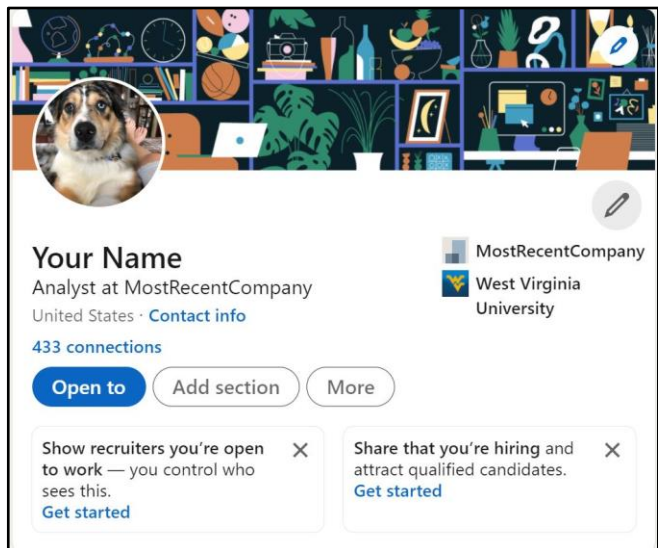 Your Name
Analyst at MostRecentCompany
United States · Contact info
433 connections
Open to
Add section
More
MostRecentCompany
West Virginia
University
Show recruiters you're open
to work — you control who
sees this.
Get started
Share that you're hiring and
attract qualified candidates.
Get started